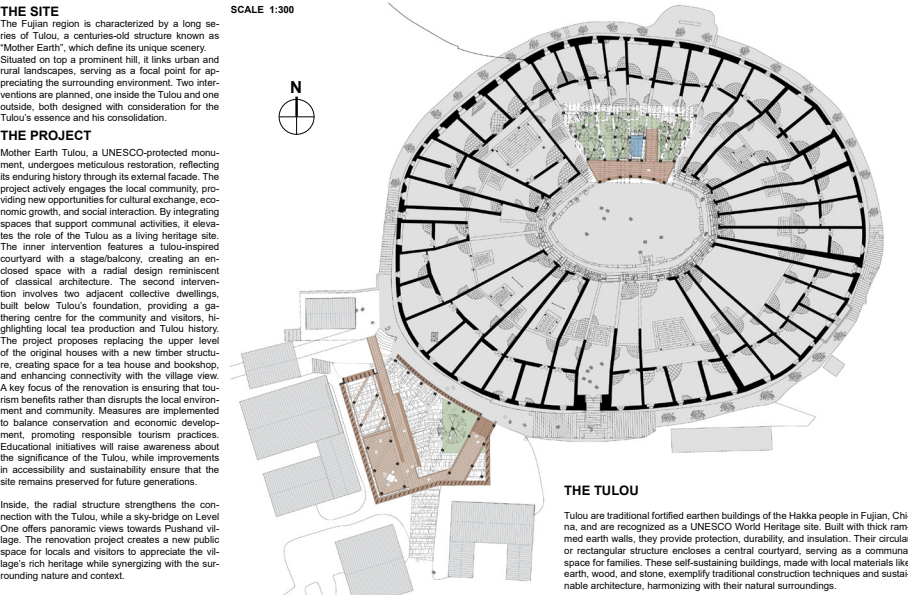 THE SITE
The Fujian region is characterized by a long se-
ries of Tulou, a centuries-old structure known as
“Mother Earth”, which define its unique scenery.
Situated on top a prominent hill, it links urban and
rural landscapes, serving as a focal point for ap-
preciating the surrounding environment. Two inter-
ventions are planned, one inside the Tulou and one
outside, both designed with consideration for the
Tulou’s essence and his consolidation.
THE PROJECT
Mother Earth Tulou, a UNESCO-protected monu-
ment, undergoes meticulous restoration, reflecting
its enduring history through its external facade. The
project actively engages the local community, pro-
viding new opportunities for cultural exchange, eco-
nomic growth, and social interaction. By integrating
spaces that support communal activities, it eleva-
tes the role of the Tulou as a living heritage site.
The inner intervention features a tulou-inspired
courtyard with a stage/balcony, creating an en-
closed space with a radial design reminiscent
of classical architecture. The second interven-
tion involves two adjacent collective dwellings,
built below Tulou’s foundation, providing a ga-
thering centre for the community and visitors, hi-
ghlighting local tea production and Tulou history.
The project proposes replacing the upper level
of the original houses with a new timber structu-
re, creating space for a tea house and bookshop,
and enhancing connectivity with the village view.
A key focus of the renovation is ensuring that tou-
rism benefits rather than disrupts the local environ-
ment and community. Measures are implemented
to balance conservation and economic develop-
ment, promoting responsible tourism practices.
Educational initiatives will raise awareness about
the significance of the Tulou, while improvements
in accessibility and sustainability ensure that the
site remains preserved for future generations.
Inside, the radial structure strengthens the con-
nection with the Tulou, while a sky-bridge on Level
One offers panoramic views towards Pushand vil-
lage. The renovation project creates a new public
space for locals and visitors to appreciate the vil-
lage’s rich heritage while synergizing with the sur-
rounding nature and context.
SCALE 1:300
N
THE TULOU
Tulou are traditional fortified earthen buildings of the Hakka people in Fujian, Chi-
na, and are recognized as a UNESCO World Heritage site. Built with thick ram-
med earth walls, they provide protection, durability, and insulation. Their circular
or rectangular structure encloses a central courtyard, serving as a communal
space for families. These self-sustaining buildings, made with local materials like
earth, wood, and stone, exemplify traditional construction techniques and sustai-
nable architecture, harmonizing with their natural surroundings.